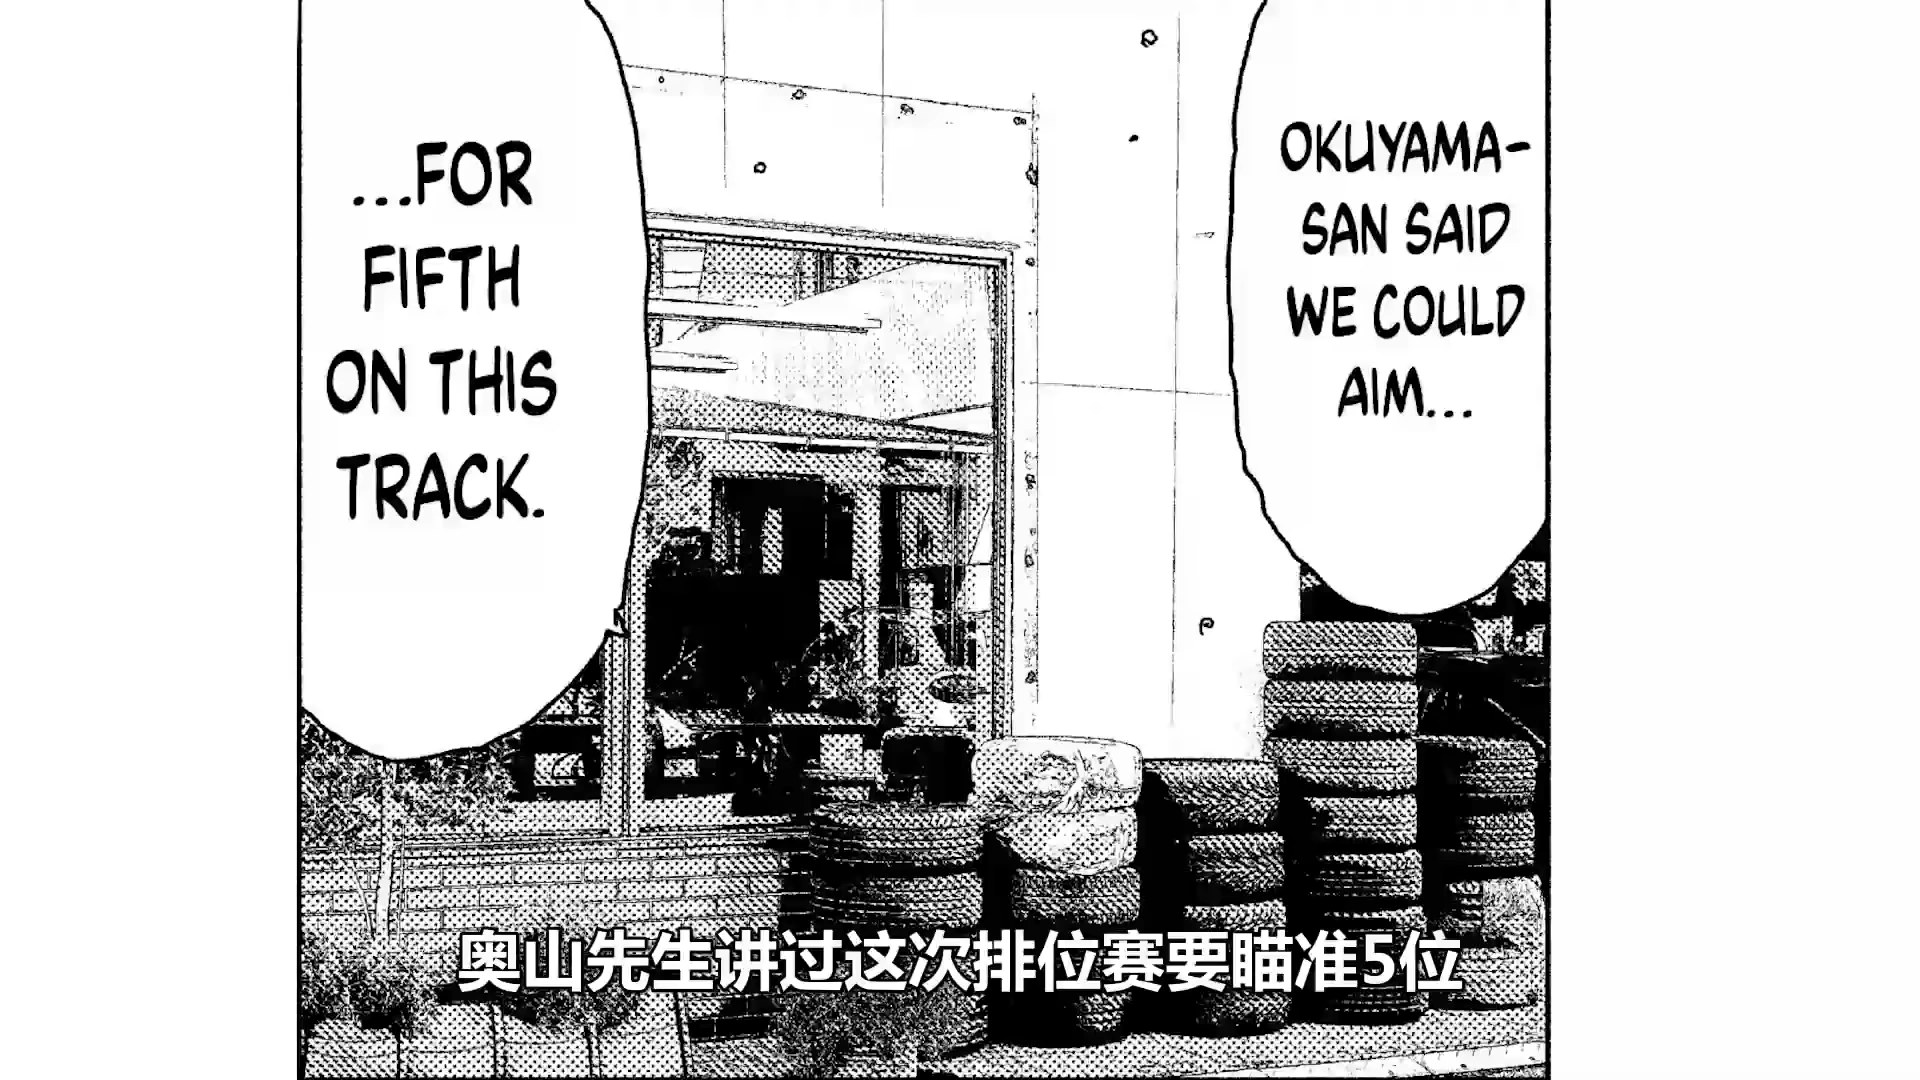 OKUYAMA-
SAN SAID
WE COULD
AIM...
...FOR
FIFTH
ON THIS
TRACK.
奥山先生讲过这次排位赛要瞄准5位